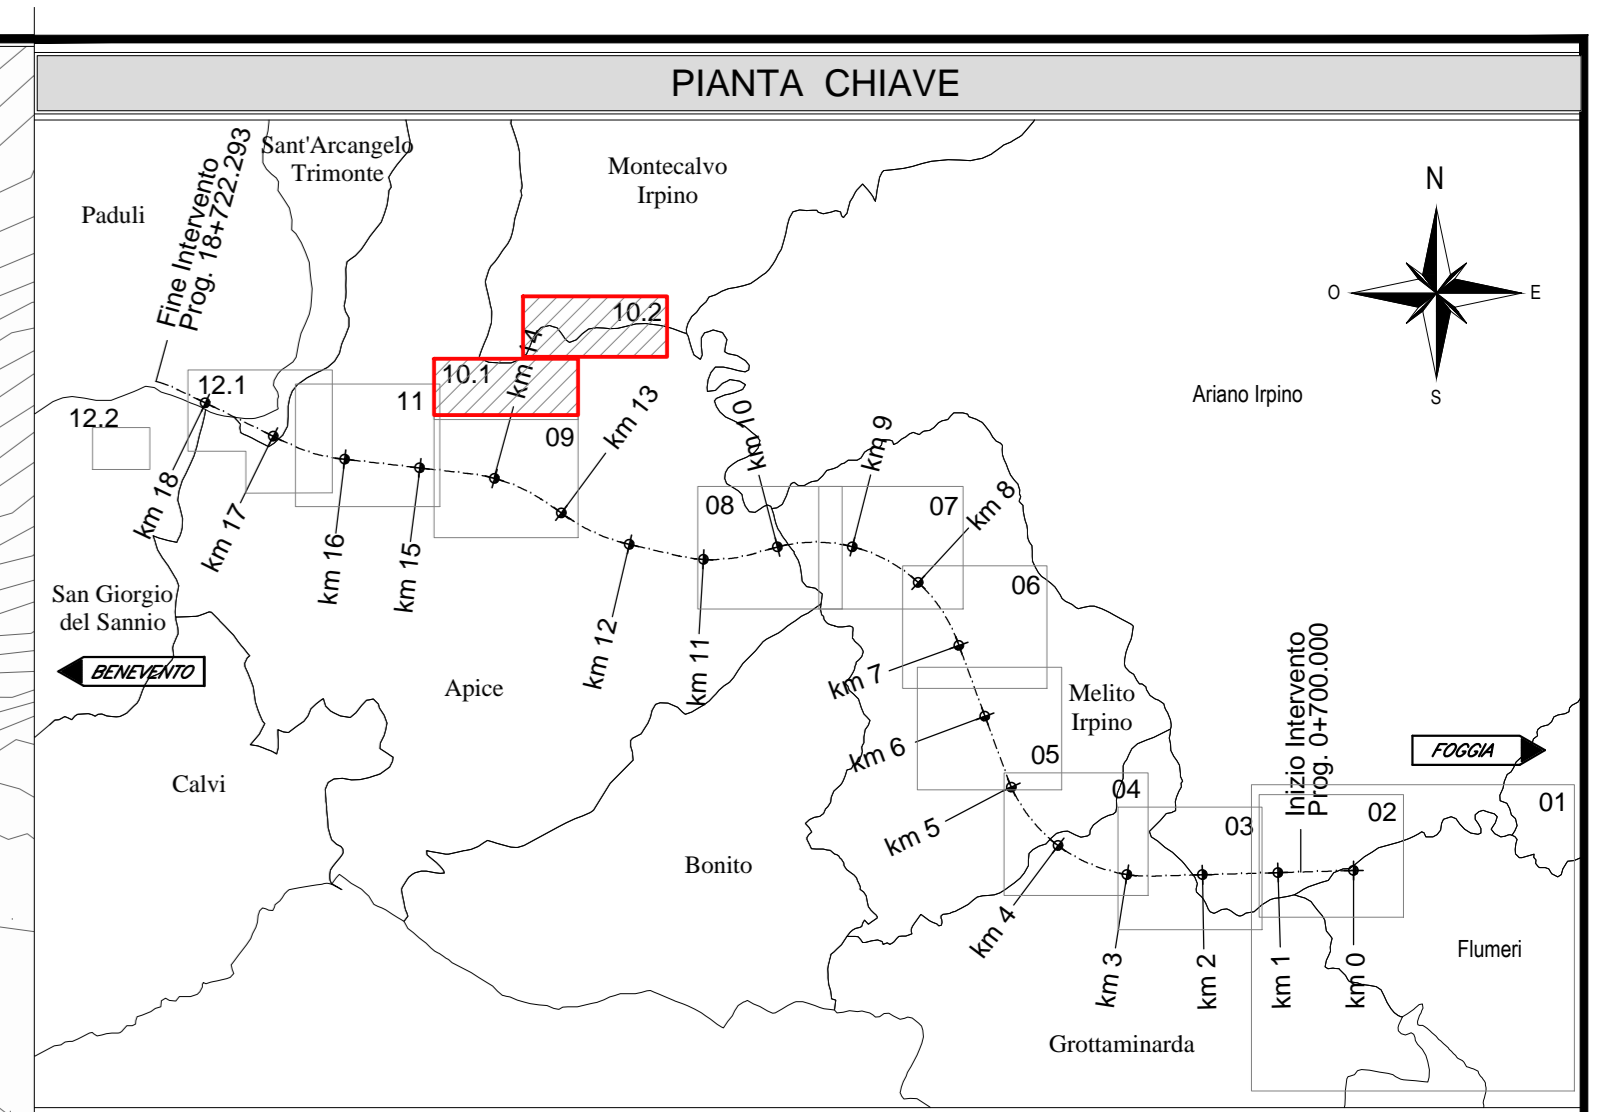 PIANTA CHIAVE
Sant'Arcangelo
Trimonte
Montecalvo
Irpino
Paduli
Fine Intervento
Prog. 18+722.293
N
O
E
S
10.2
10.1
km 14
12.1
12.2
11
09
km 13
Ariano Irpino
km 10
km 9
08
07
km 8
06
km 18
km 17
km 16
km 15
km 12
km 11
km 7
San Giorgio
del Sannio
BENEVENTO
Apice
Melito
Irpino
Inizio Intervento
Prog. 0+700.000
FOGGIA
km 6
05
04
Calvi
03
02
01
km 5
Bonito
km 4
km 3
km 2
km 1
km 0
Flumeri
Grottaminarda